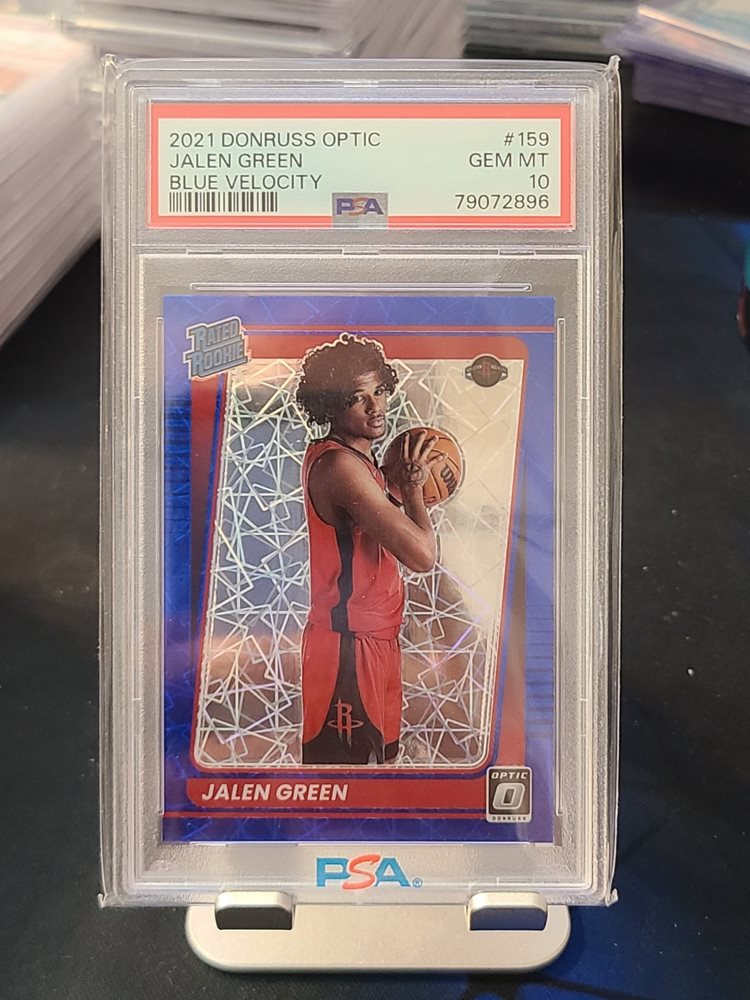 2021 DONRUSS OPTIC #159
JALEN GREEN GEM MT
BLUE VELOCITY 10
PSA 79072896
RATED
ROOKIE
R
JALEN GREEN
OPTIC
O
DONRUSS
PSA®